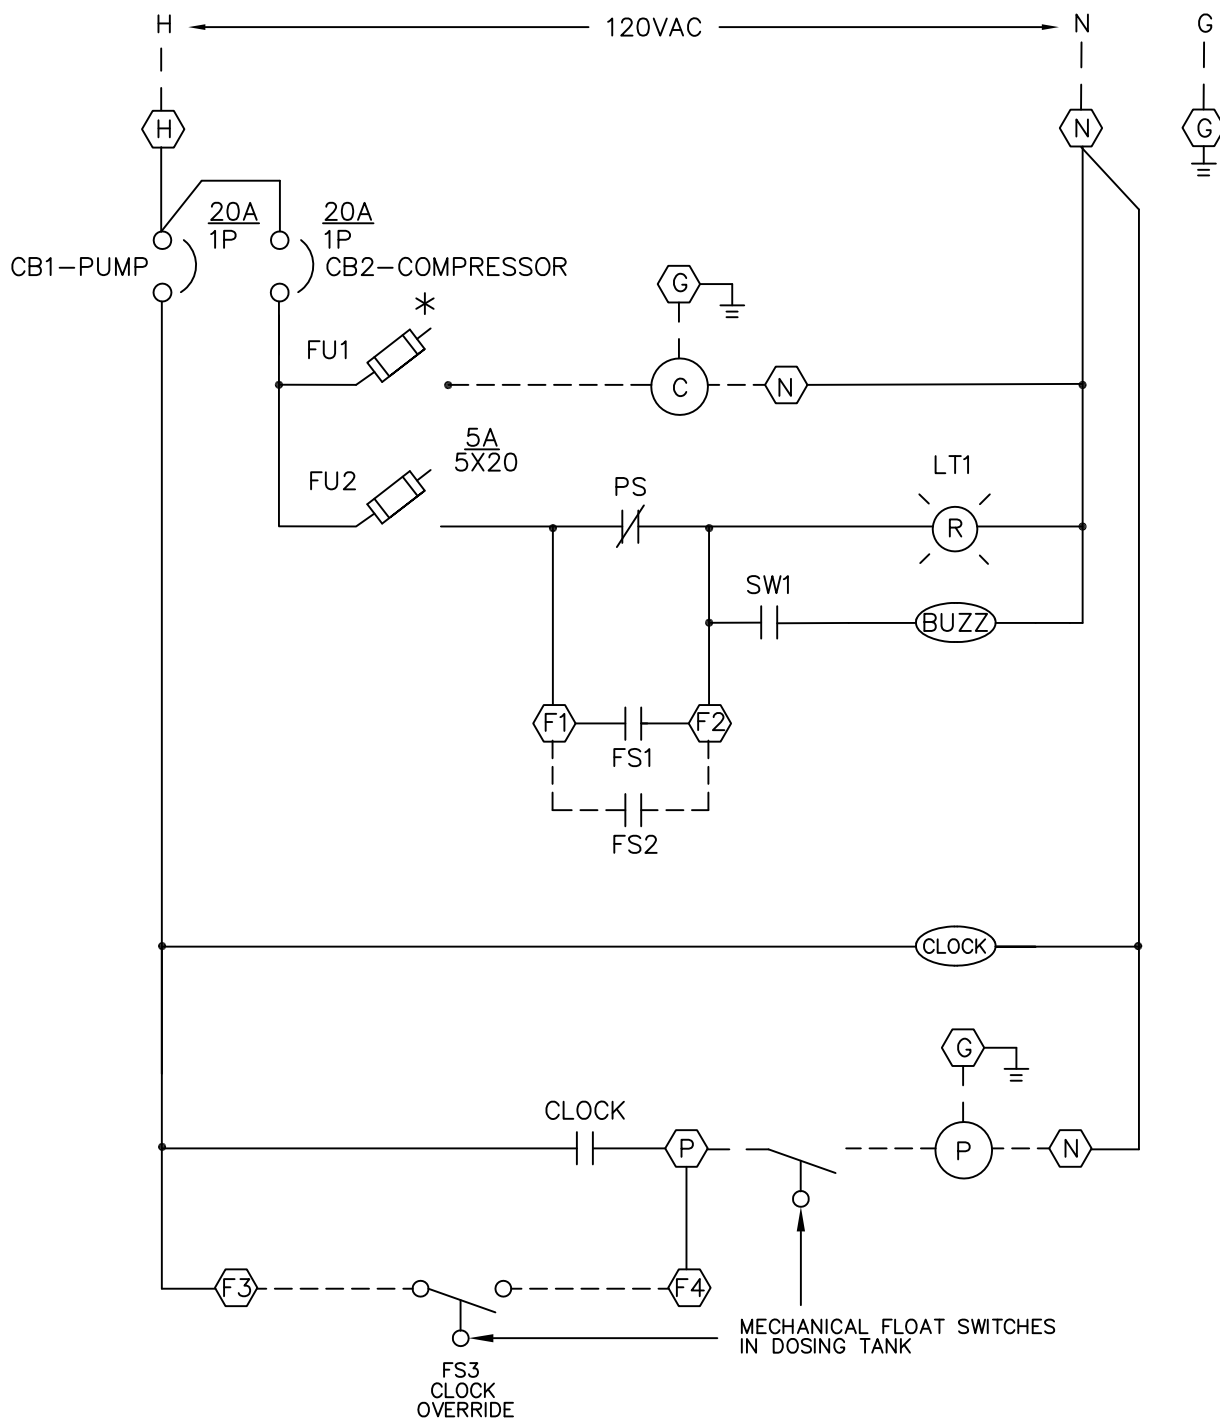 H 120VAC N G
H N G
20A 20A
1P 1P
CB1-PUMP CB2-COMPRESSOR
G
*
FU1
C N
5A
5X20
LT1
FU2 PS
R
SW1
BUZZ
F1 F2
FS1
FS2
CLOCK
G
CLOCK
P P N
F3 F4
MECHANICAL FLOAT SWITCHES
IN DOSING TANK
FS3
CLOCK
OVERRIDE